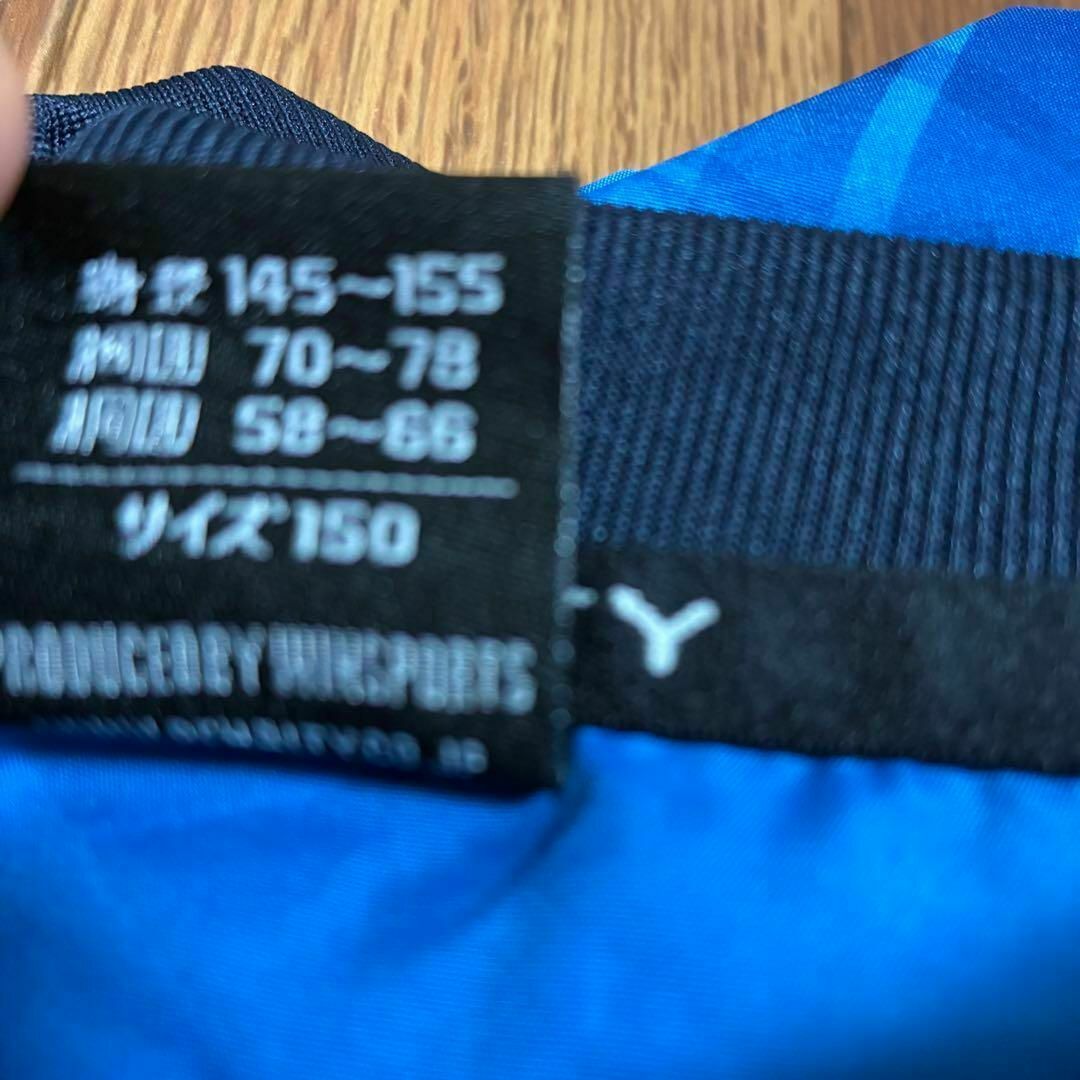 身長 145～155
胸囲 70～78
胴囲 58～66
サイズ 150
PRODUCED BY WINSPORTS
Y